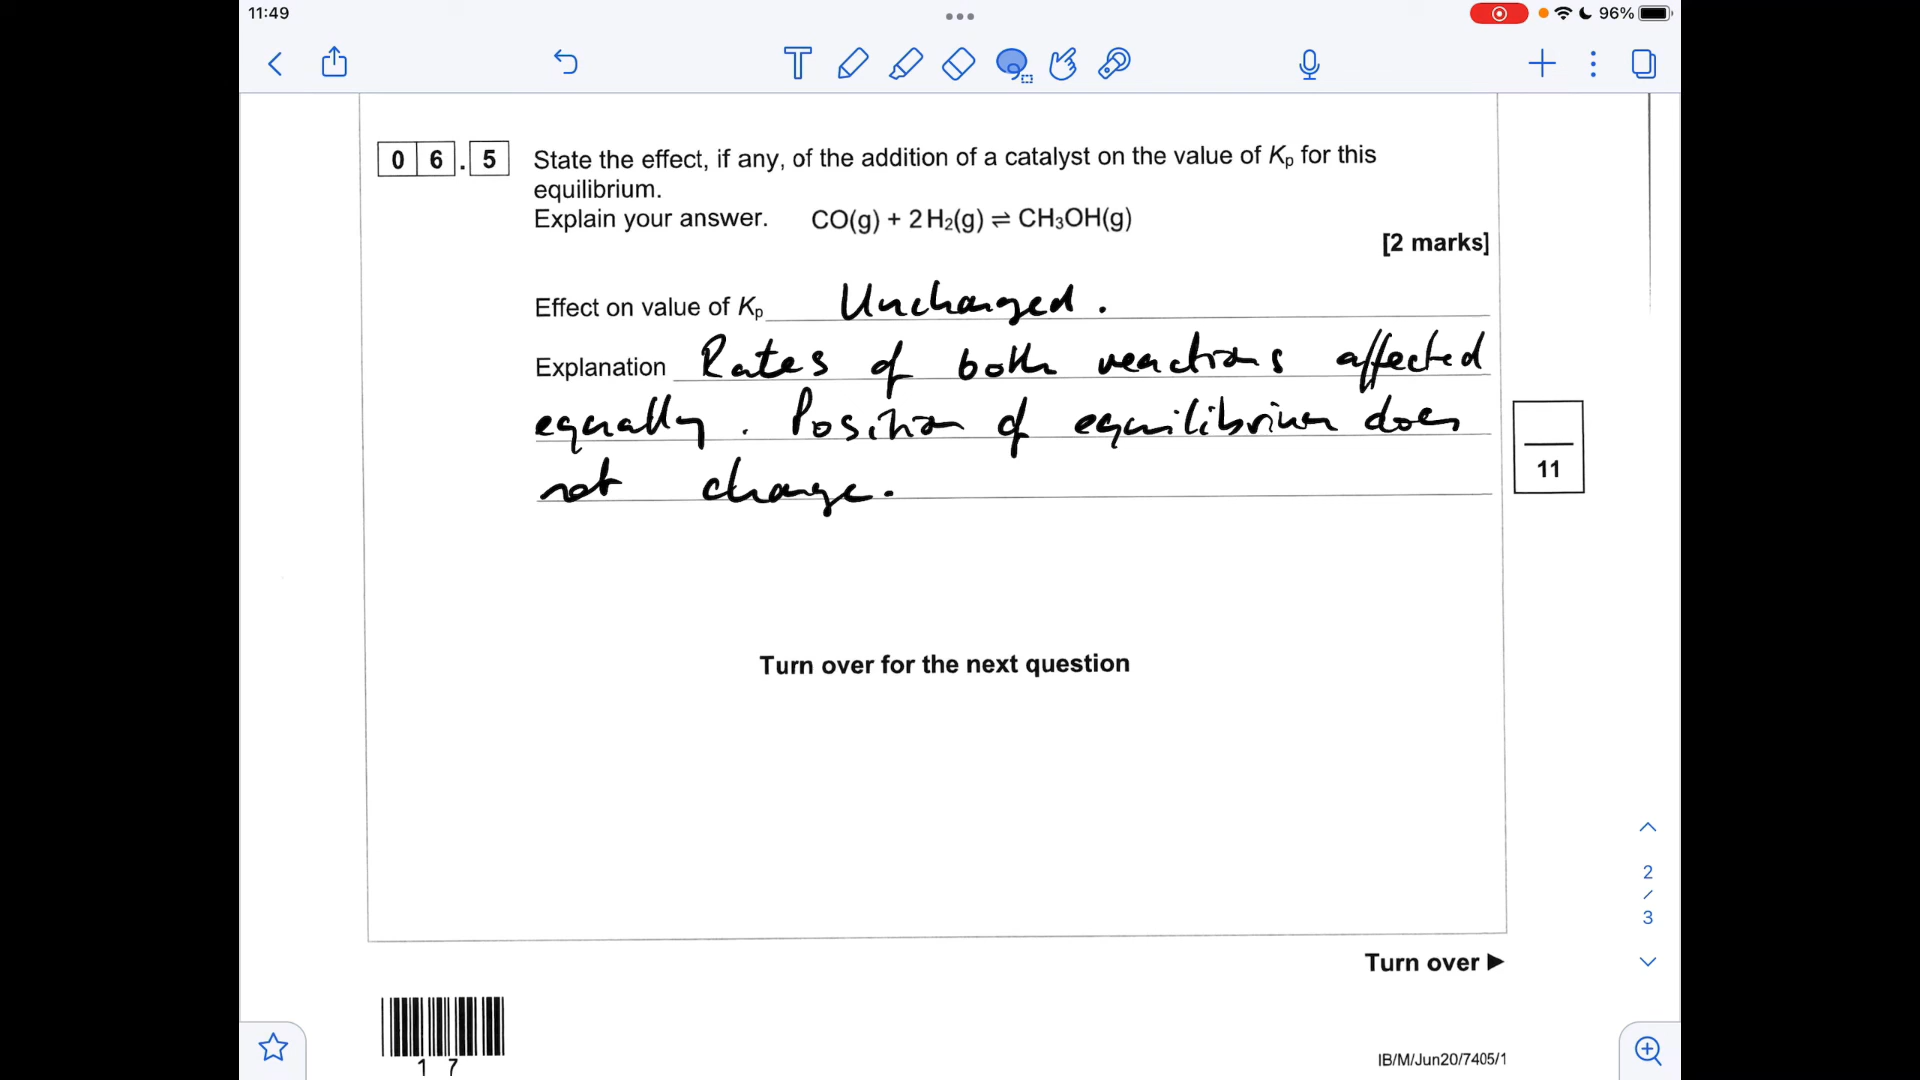 11:49
96%
0 6 . 5 State the effect, if any, of the addition of a catalyst on the value of Kp for this
equilibrium.
Explain your answer. CO(g) + 2H₂(g) ⇌ CH₃OH(g)
[2 marks]
Effect on value of Kp Unchanged.
Explanation Rates of both reactions affected
equally. Position of equilibrium does
not change.
11
Turn over for the next question
2
/
3
Turn over ►
1 7
IB/M/Jun20/7405/1